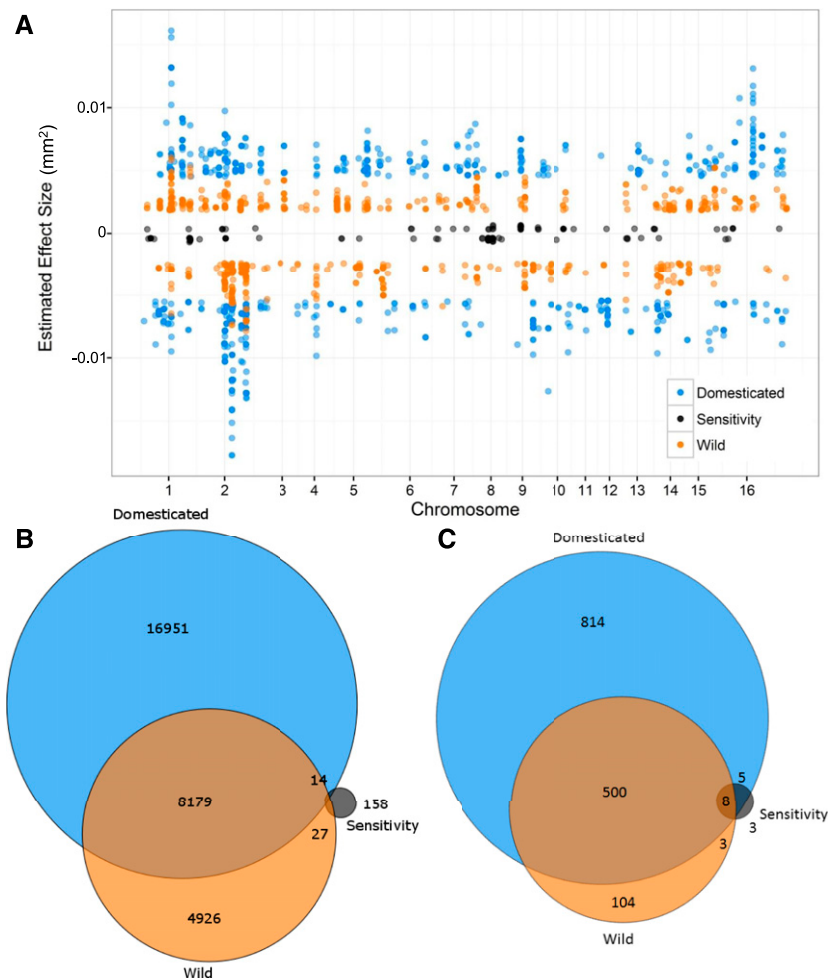 A
Estimated Effect Size (mm²)
0.01
0
-0.01
Domesticated
Sensitivity
Wild
1 2 3 4 5 6 7 8 9 10 11 12 13 14 15 16
Chromosome
B
Domesticated
16951
14
8179
158
Sensitivity
27
4926
Wild
C
Domesticated
814
5
500
8
Sensitivity
3
3
104
Wild